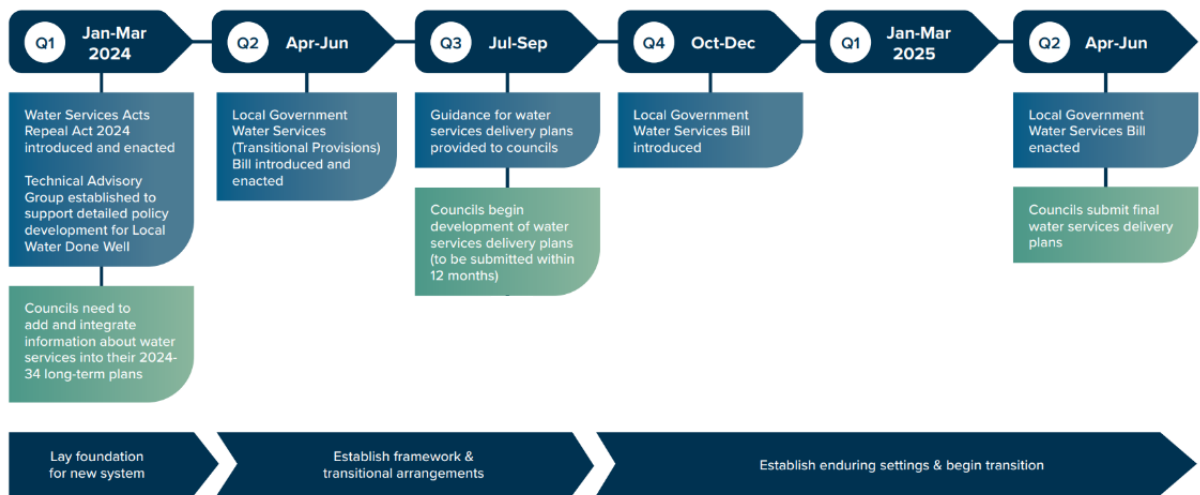 Q1
Jan-Mar
2024
Q2
Apr-Jun
Q3
Jul-Sep
Q4
Oct-Dec
Q1
Jan-Mar
2025
Q2
Apr-Jun
Water Services Acts
Repeal Act 2024
introduced and enacted
Technical Advisory
Group established to
support detailed policy
development for Local
Water Done Well
Councils need to
add and integrate
information about water
services into their 2024-
34 long-term plans
Local Government
Water Services
(Transitional Provisions)
Bill introduced and
enacted
Guidance for water
services delivery plans
provided to councils
Councils begin
development of water
services delivery plans
(to be submitted within
12 months)
Local Government
Water Services Bill
introduced
Local Government
Water Services Bill
enacted
Councils submit final
water services delivery
plans
Lay foundation
for new system
Establish framework &
transitional arrangements
Establish enduring settings & begin transition